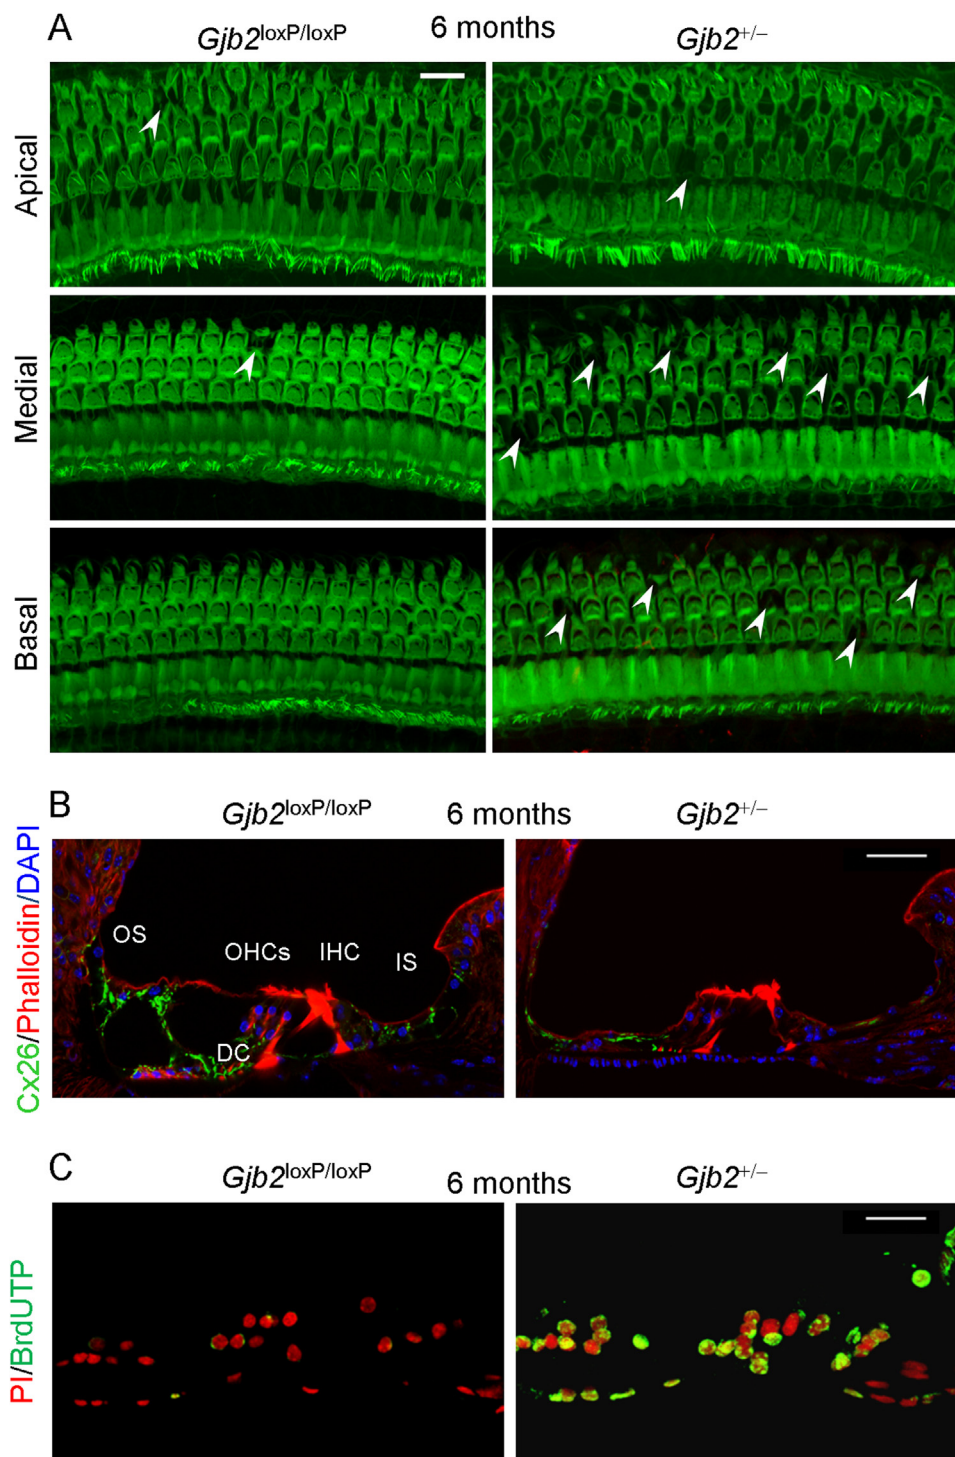 A
Gjb2loxP/loxP 6 months Gjb2+/–
Apical
Medial
Basal
B
Gjb2loxP/loxP 6 months Gjb2+/–
Cx26/Phalloidin/DAPI
OS OHCs IHC IS
DC
C
Gjb2loxP/loxP 6 months Gjb2+/–
PI/BrdUTP